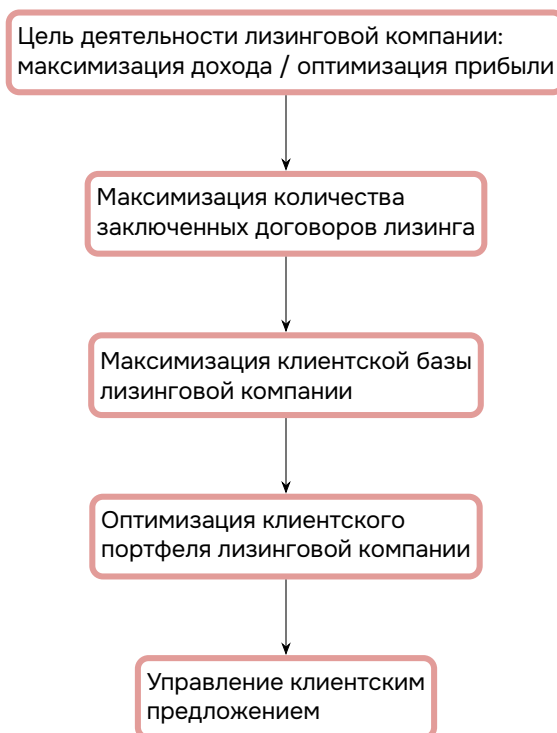 Цель деятельности лизинговой компании:
максимизация дохода / оптимизация прибыли
Максимизация количества
заключенных договоров лизинга
Максимизация клиентской базы
лизинговой компании
Оптимизация клиентского
портфеля лизинговой компании
Управление клиентским
предложением